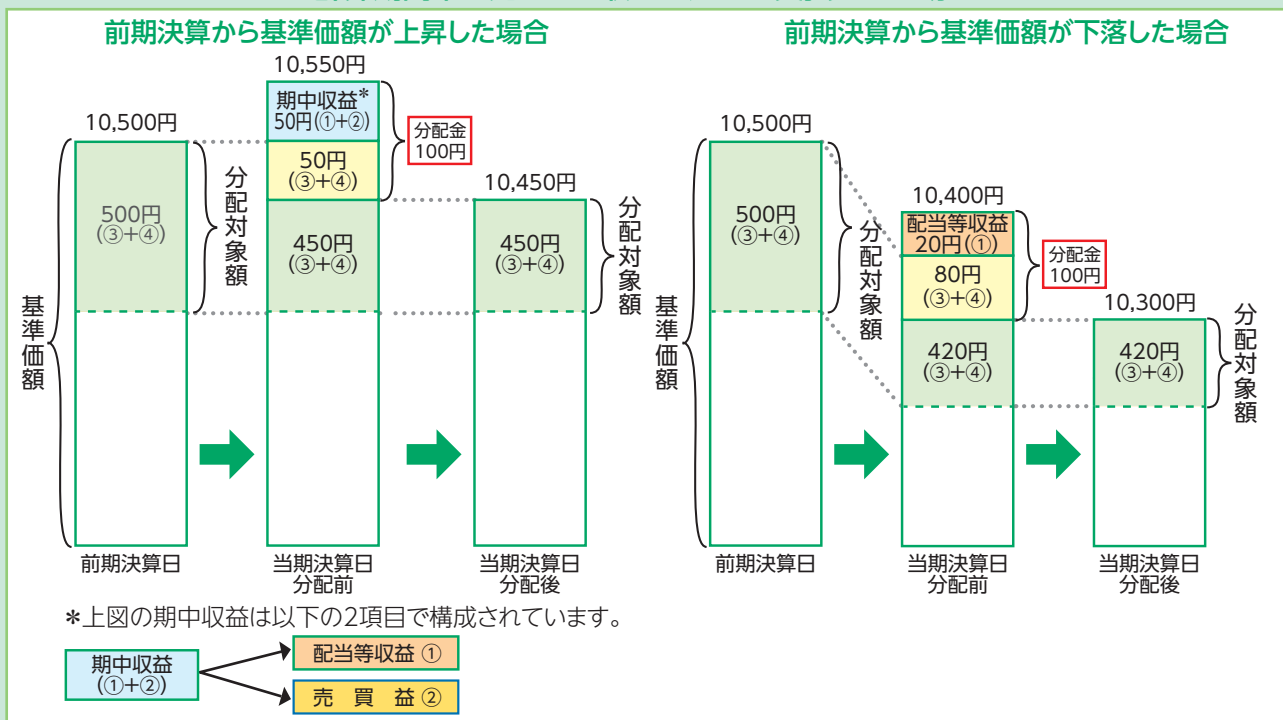 前期決算から基準価額が上昇した場合
10,500円
500円
(③+④)
分配対象額
基準価額
10,550円
期中収益*
50円(①+②)
50円
(③+④)
450円
(③+④)
分配金
100円
10,450円
450円
(③+④)
分配対象額
前期決算日
当期決算日
分配前
当期決算日
分配後
前期決算から基準価額が下落した場合
10,500円
500円
(③+④)
分配対象額
基準価額
10,400円
配当等収益
20円(①)
80円
(③+④)
420円
(③+④)
分配金
100円
10,300円
420円
(③+④)
分配対象額
前期決算日
当期決算日
分配前
当期決算日
分配後
*上図の期中収益は以下の2項目で構成されています。
期中収益
(①+②)
配当等収益 ①
売 買 益 ②